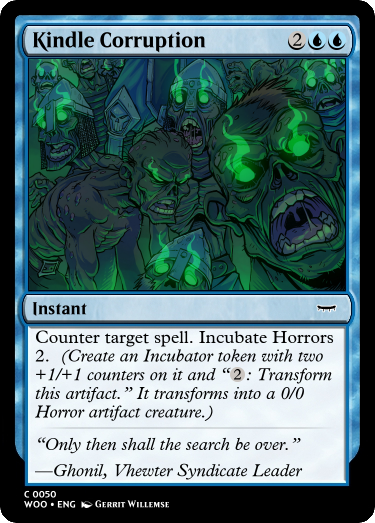 Kindle Corruption 2
Instant
Counter target spell. Incubate Horrors
2. (Create an Incubator token with two
+1/+1 counters on it and “2: Transform
this artifact.” It transforms into a 0/0
Horror artifact creature.)
“Only then shall the search be over.”
—Ghonil, Vhewter Syndicate Leader
C 0050
WOO • ENG Gerrit Willemse